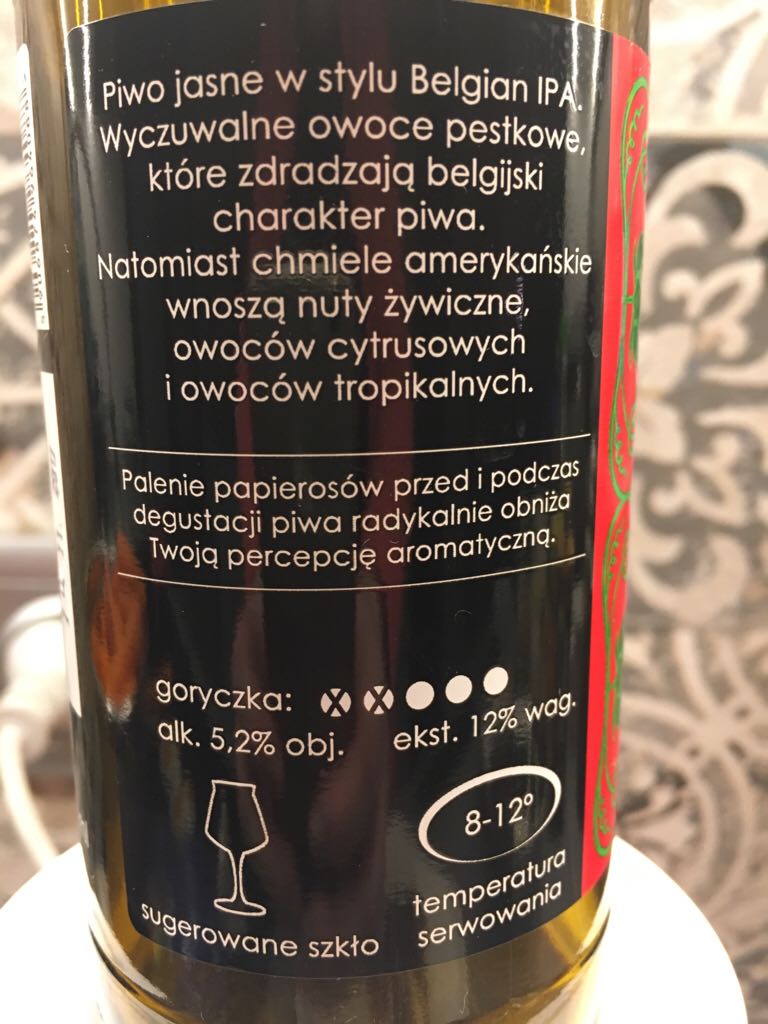 Piwo jasne w stylu Belgian IPA.
Wyczuwalne owoce pestkowe,
które zdradzają belgijski
charakter piwa.
Natomiast chmiele amerykańskie
wnoszą nuty żywiczne,
owoców cytrusowych
i owoców tropikalnych.
Palenie papierosów przed i podczas
degustacji piwa radykalnie obniża
Twoją percepcję aromatyczną.
goryczka:
alk. 5,2% obj. ekst. 12% wag.
8-12°
sugerowane szkło
temperatura
serwowania